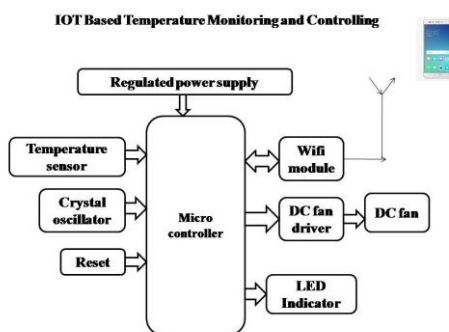 IOT Based Temperature Monitoring and Controlling
Regulated power supply
Temperature
sensor
Crystal
oscillator
Reset
Micro
controller
Wifi
module
DC fan
driver
DC fan
LED
Indicator